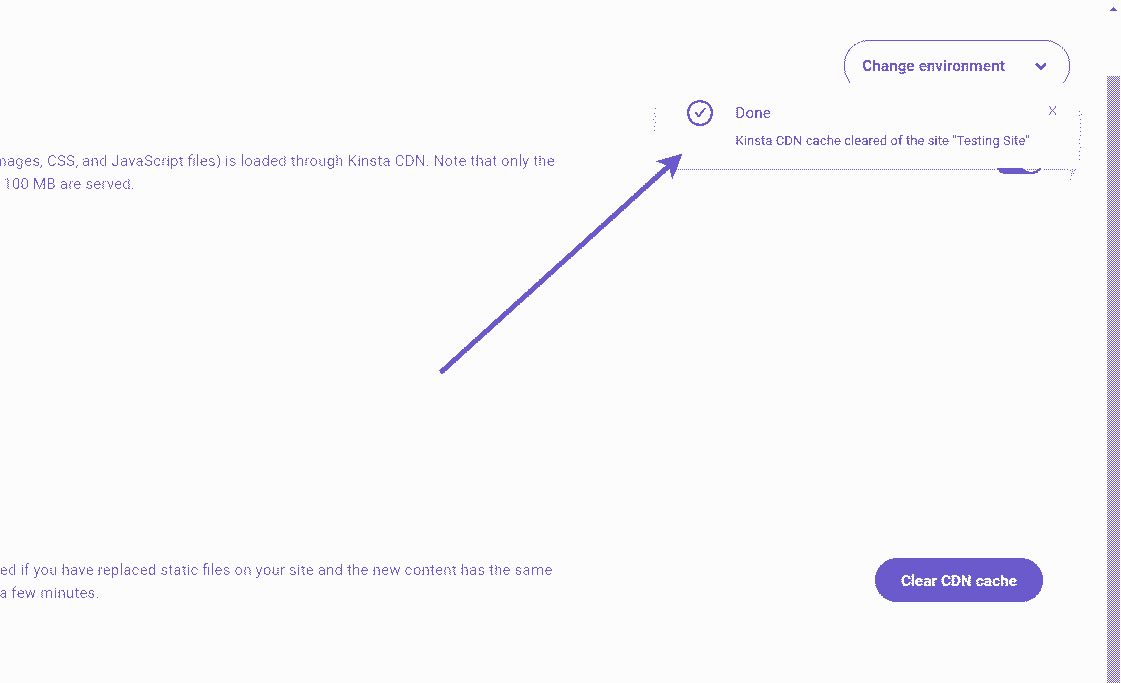 Change environment
Done
X
Kinsta CDN cache cleared of the site "Testing Site"
mages, CSS, and JavaScript files) is loaded through Kinsta CDN. Note that only the
100 MB are served.
ed if you have replaced static files on your site and the new content has the same
a few minutes.
Clear CDN cache